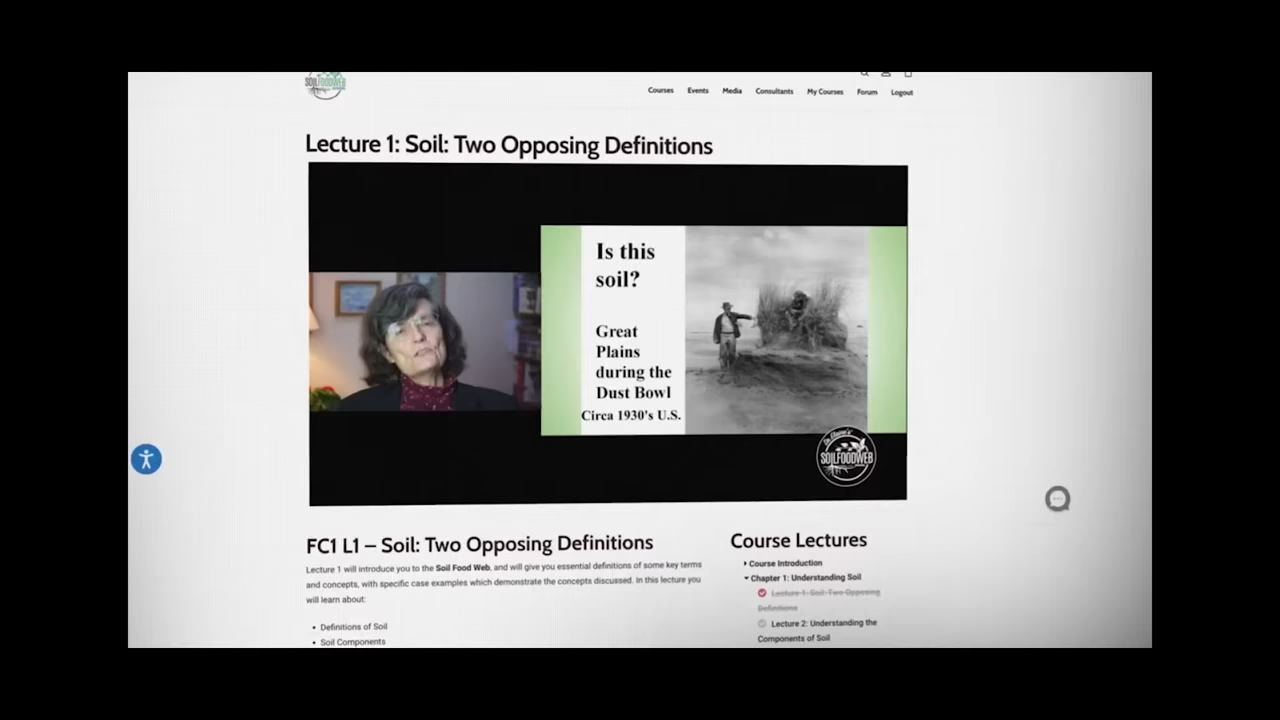 SOILFOODWEB
Courses Events Media Consultants My Courses Forum Logout
Lecture 1: Soil: Two Opposing Definitions
Is this
soil?
Great
Plains
during the
Dust Bowl
Circa 1930's U.S.
Dr. Elaine's
SOILFOODWEB
FC1 L1 – Soil: Two Opposing Definitions
Lecture 1 will introduce you to the Soil Food Web, and will give you essential definitions of some key terms
and concepts, with specific case examples which demonstrate the concepts discussed. In this lecture you
will learn about:
• Definitions of Soil
• Soil Components
Course Lectures
Course Introduction
Chapter 1: Understanding Soil
Lecture 1: Soil: Two Opposing
Definitions
Lecture 2: Understanding the
Components of Soil